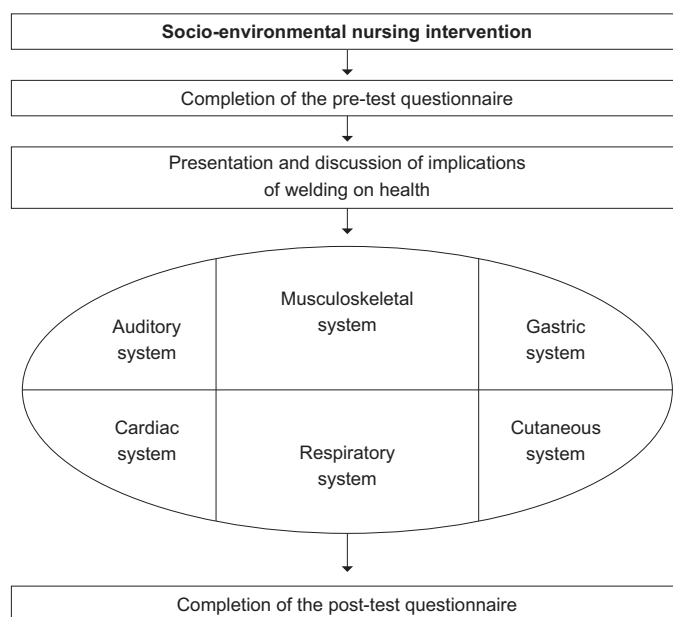 Socio-environmental nursing intervention
Completion of the pre-test questionnaire
Presentation and discussion of implications
of welding on health
Auditory
system
Musculoskeletal
system
Gastric
system
Cardiac
system
Respiratory
system
Cutaneous
system
Completion of the post-test questionnaire